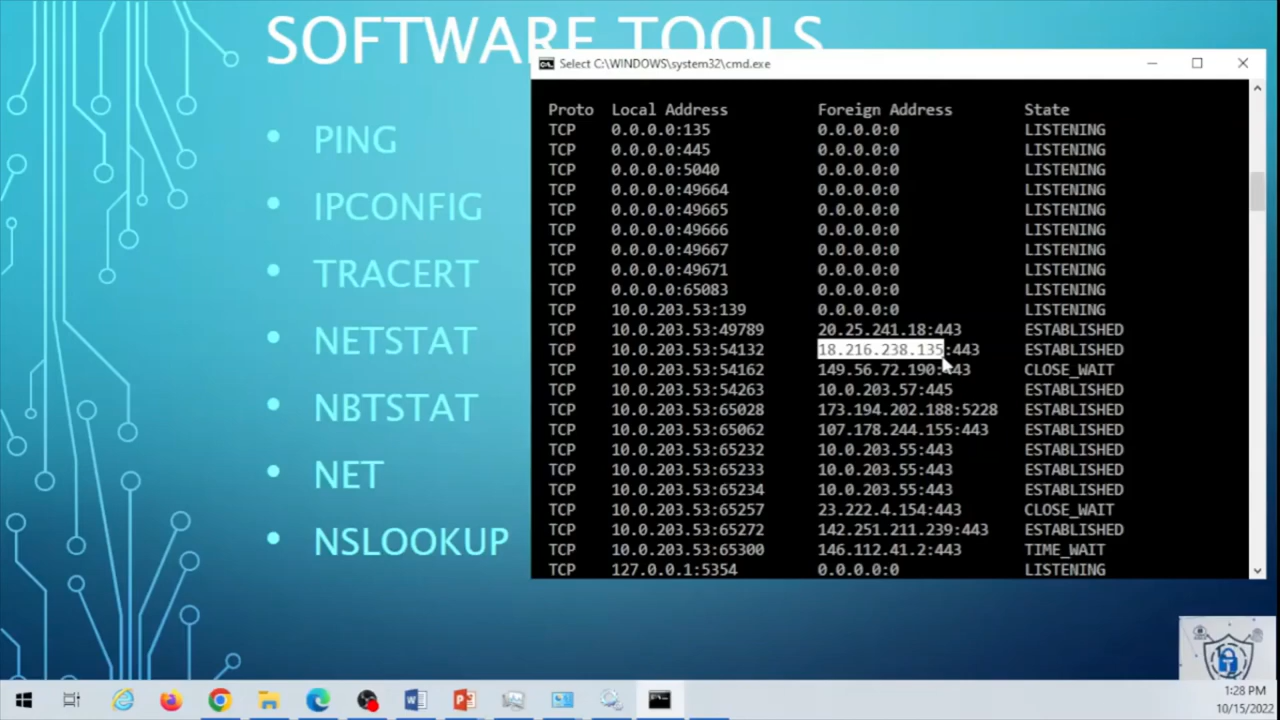 SOFTWARE TOOLS
• PING
• IPCONFIG
• TRACERT
• NETSTAT
• NBTSTAT
• NET
• NSLOOKUP
Select C:\WINDOWS\system32\cmd.exe
Proto Local Address Foreign Address State
TCP 0.0.0.0:135 0.0.0.0:0 LISTENING
TCP 0.0.0.0:445 0.0.0.0:0 LISTENING
TCP 0.0.0.0:5040 0.0.0.0:0 LISTENING
TCP 0.0.0.0:49664 0.0.0.0:0 LISTENING
TCP 0.0.0.0:49665 0.0.0.0:0 LISTENING
TCP 0.0.0.0:49666 0.0.0.0:0 LISTENING
TCP 0.0.0.0:49667 0.0.0.0:0 LISTENING
TCP 0.0.0.0:49671 0.0.0.0:0 LISTENING
TCP 0.0.0.0:65083 0.0.0.0:0 LISTENING
TCP 10.0.203.53:139 0.0.0.0:0 LISTENING
TCP 10.0.203.53:49789 20.25.241.18:443 ESTABLISHED
TCP 10.0.203.53:54132 18.216.238.135:443 ESTABLISHED
TCP 10.0.203.53:54162 149.56.72.190:443 CLOSE_WAIT
TCP 10.0.203.53:54263 10.0.203.57:445 ESTABLISHED
TCP 10.0.203.53:65028 173.194.202.188:5228 ESTABLISHED
TCP 10.0.203.53:65062 107.178.244.155:443 ESTABLISHED
TCP 10.0.203.53:65232 10.0.203.55:443 ESTABLISHED
TCP 10.0.203.53:65233 10.0.203.55:443 ESTABLISHED
TCP 10.0.203.53:65234 10.0.203.55:443 ESTABLISHED
TCP 10.0.203.53:65257 23.222.4.154:443 CLOSE_WAIT
TCP 10.0.203.53:65272 142.251.211.239:443 ESTABLISHED
TCP 10.0.203.53:65300 146.112.41.2:443 TIME_WAIT
TCP 127.0.0.1:5354 0.0.0.0:0 LISTENING
1:28 PM
10/15/2022